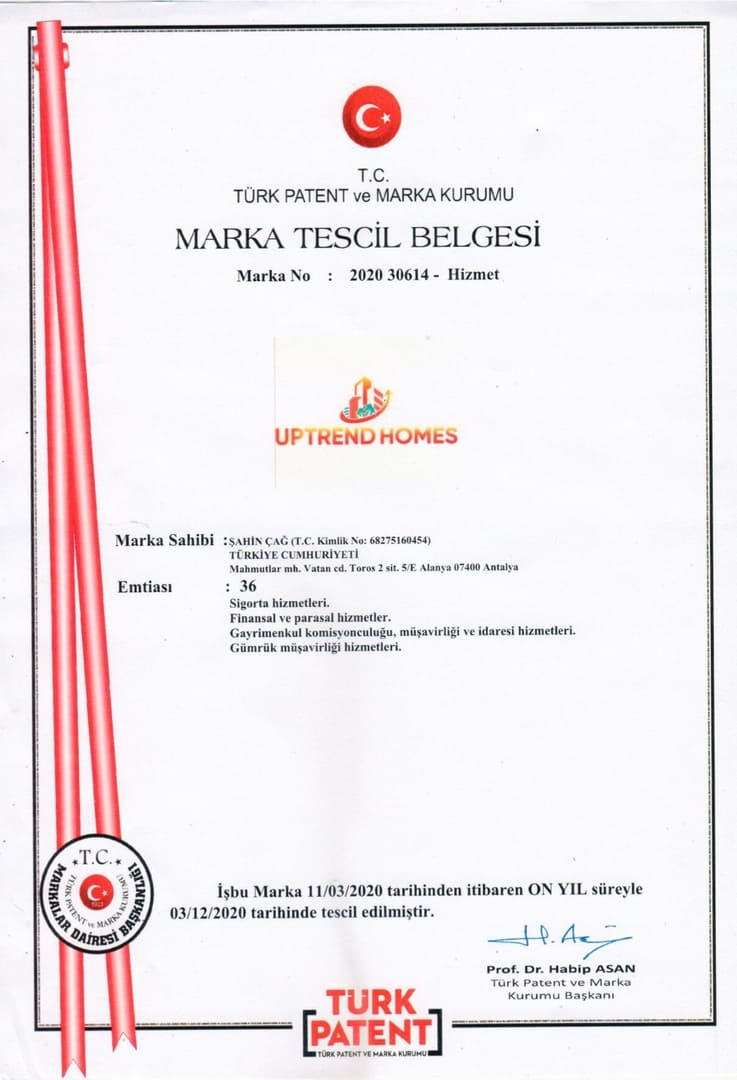 T.C.
TÜRK PATENT ve MARKA KURUMU
MARKA TESCİL BELGESİ
Marka No : 2020 30614 - Hizmet
UPTREND HOMES
Marka Sahibi : ŞAHİN ÇAĞ (T.C. Kimlik No: 68275160454)
TÜRKİYE CUMHURİYETİ
Mahmutlar mh. Vatan cd. Toros 2 sit. 5/E Alanya 07400 Antalya
Emtiası : 36
Sigorta hizmetleri.
Finansal ve parasal hizmetler.
Gayrimenkul komisyonculuğu, müşavirliği ve idaresi hizmetleri.
Gümrük müşavirliği hizmetleri.
T.C.
TÜRK PATENT ve MARKA KURUMU
1923
MARKALAR DAİRESİ BAŞKANLIĞI
İşbu Marka 11/03/2020 tarihinden itibaren ON YIL süreyle
03/12/2020 tarihinde tescil edilmiştir.
H. A
Prof. Dr. Habip ASAN
Türk Patent ve Marka
Kurumu Başkanı
TÜRK
PATENT
TÜRK PATENT VE MARKA KURUMU